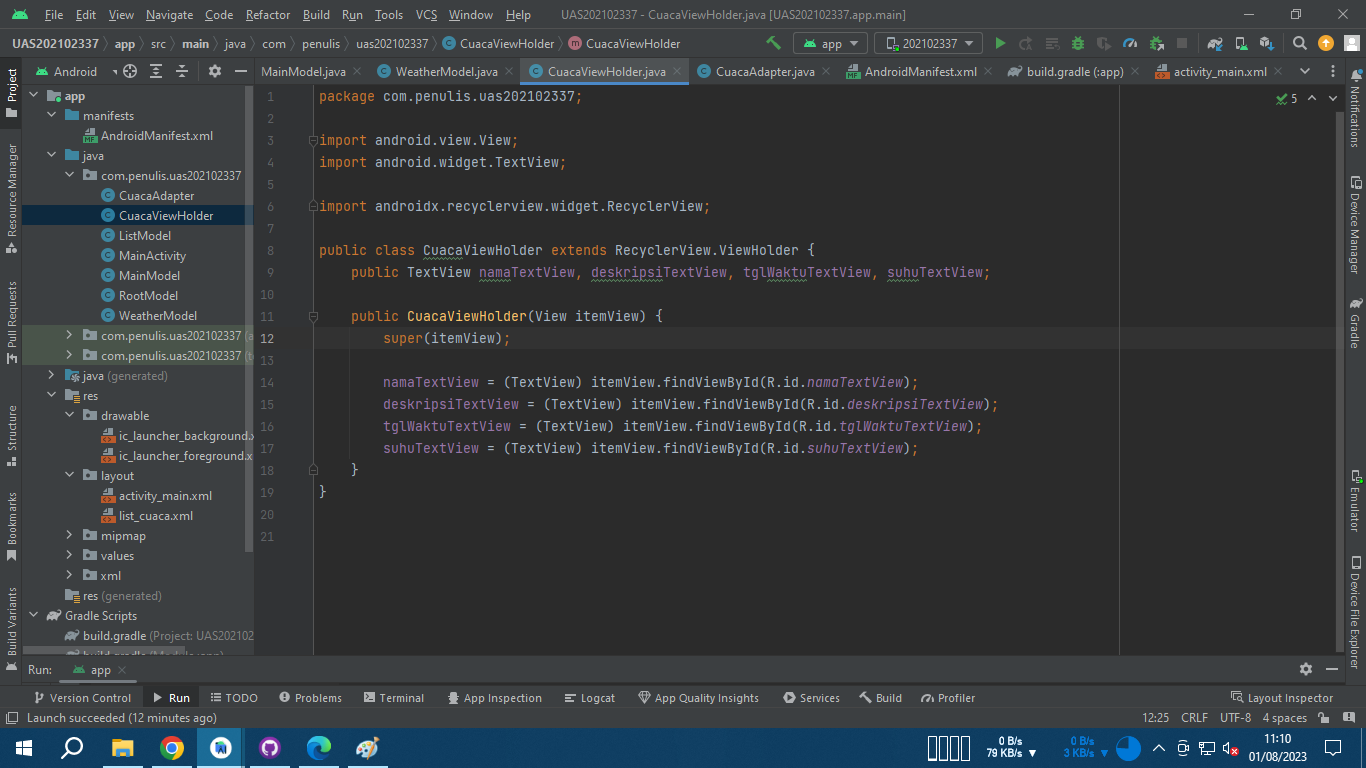 File Edit View Navigate Code Refactor Build Run Tools VCS Window Help UAS202102337 - CuacaViewHolder.java [UAS202102337.app.main]
UAS202102337 app src main java com penulis uas202102337 CuacaViewHolder CuacaViewHolder app 202102337
Android MainModel.java WeatherModel.java CuacaViewHolder.java CuacaAdapter.java AndroidManifest.xml build.gradle (:app) activity_main.xml
Project
Resource Manager
Pull Requests
Structure
Bookmarks
Build Variants
app
manifests
AndroidManifest.xml
java
com.penulis.uas202102337
CuacaAdapter
CuacaViewHolder
ListModel
MainActivity
MainModel
RootModel
WeatherModel
com.penulis.uas202102337 (a
com.penulis.uas202102337 (t
java (generated)
res
drawable
ic_launcher_background.x
ic_launcher_foreground.x
layout
activity_main.xml
list_cuaca.xml
mipmap
values
xml
res (generated)
Gradle Scripts
build.gradle (Project: UAS202102
5
1 package com.penulis.uas202102337;
2
3 import android.view.View;
4 import android.widget.TextView;
5
6 import androidx.recyclerview.widget.RecyclerView;
7
8 public class CuacaViewHolder extends RecyclerView.ViewHolder {
9 public TextView namaTextView, deskripsiTextView, tglWaktuTextView, suhuTextView;
10
11 public CuacaViewHolder(View itemView) {
12 super(itemView);
13
14 namaTextView = (TextView) itemView.findViewById(R.id.namaTextView);
15 deskripsiTextView = (TextView) itemView.findViewById(R.id.deskripsiTextView);
16 tglWaktuTextView = (TextView) itemView.findViewById(R.id.tglWaktuTextView);
17 suhuTextView = (TextView) itemView.findViewById(R.id.suhuTextView);
18 }
19 }
20
21
Notifications
Device Manager
Gradle
Emulator
Device File Explorer
Run: app
Version Control Run TODO Problems Terminal App Inspection Logcat App Quality Insights Services Build Profiler Layout Inspector
Launch succeeded (12 minutes ago) 12:25 CRLF UTF-8 4 spaces
0 B/s 0 B/s 11:10
79 KB/s 3 KB/s 01/08/2023